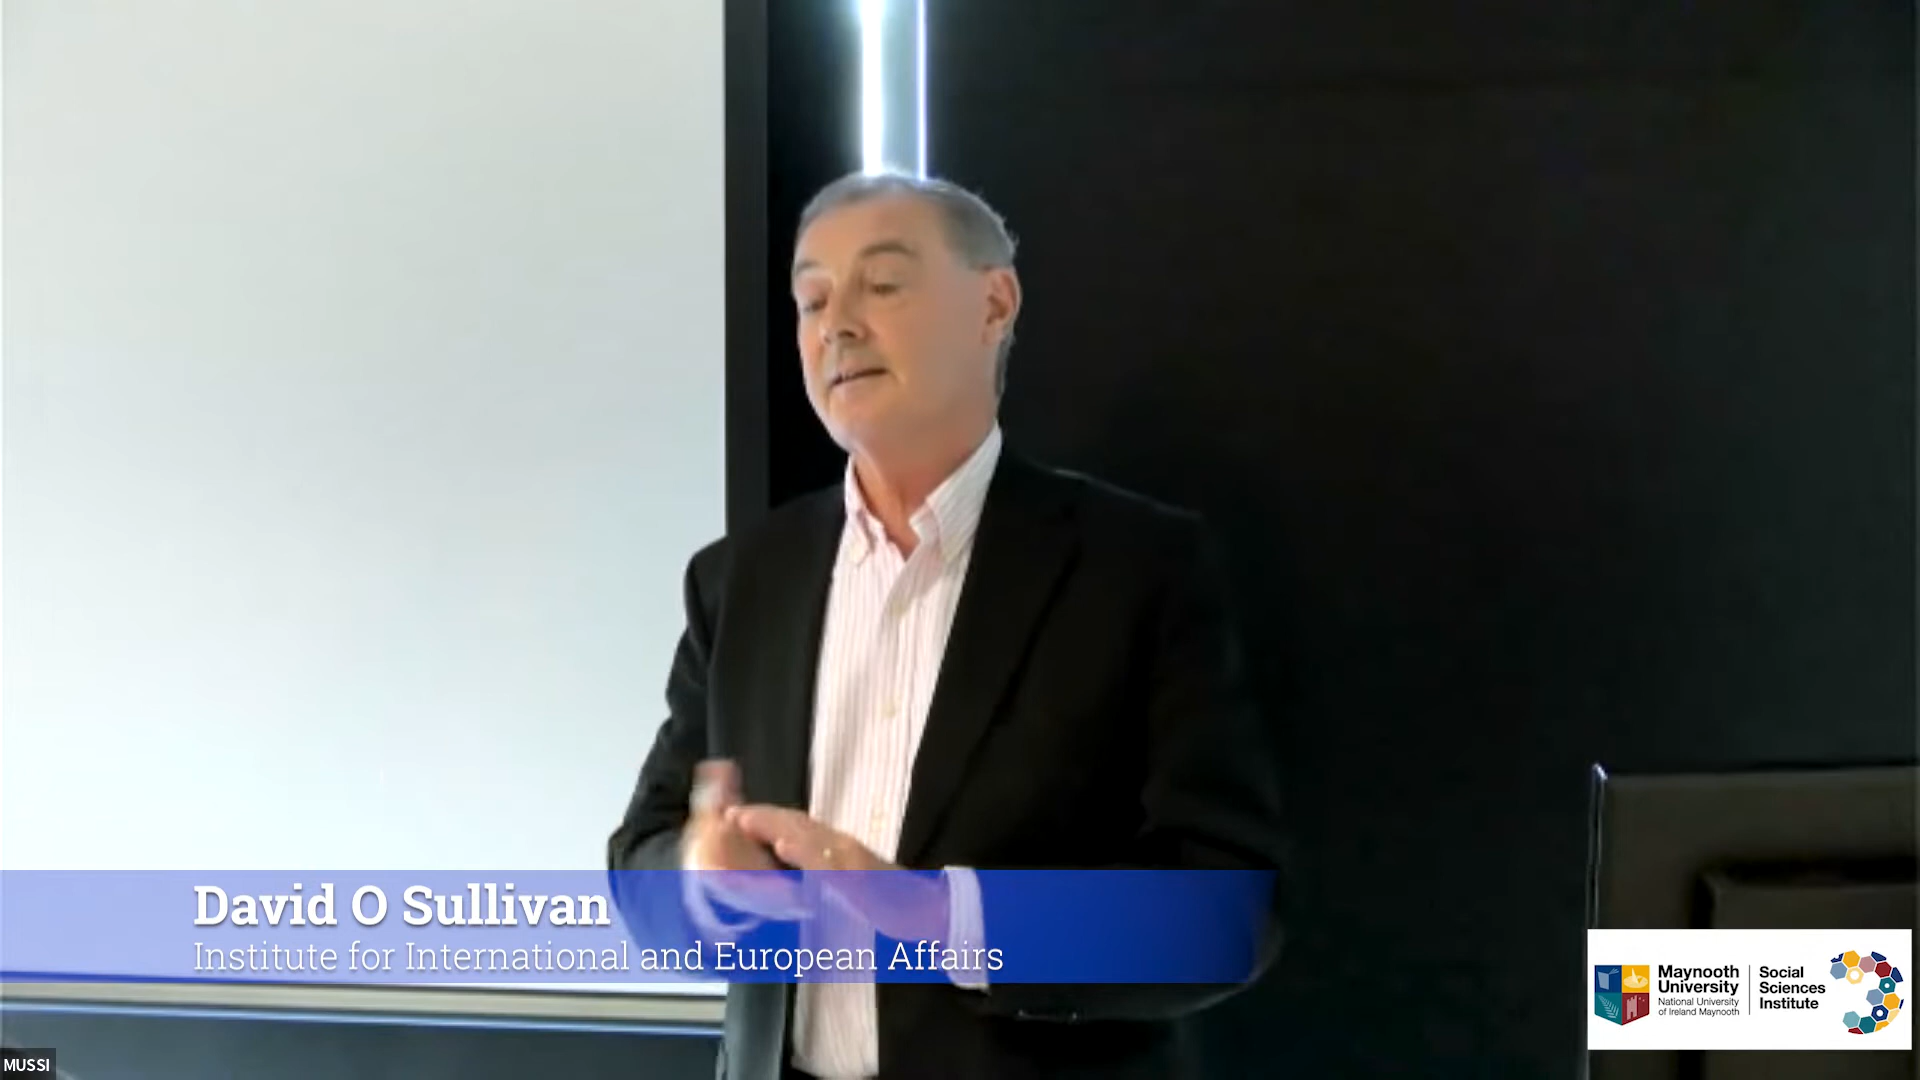 David O Sullivan
Institute for International and European Affairs
Maynooth
University
National University
of Ireland Maynooth
Social
Sciences
Institute
MUSSI